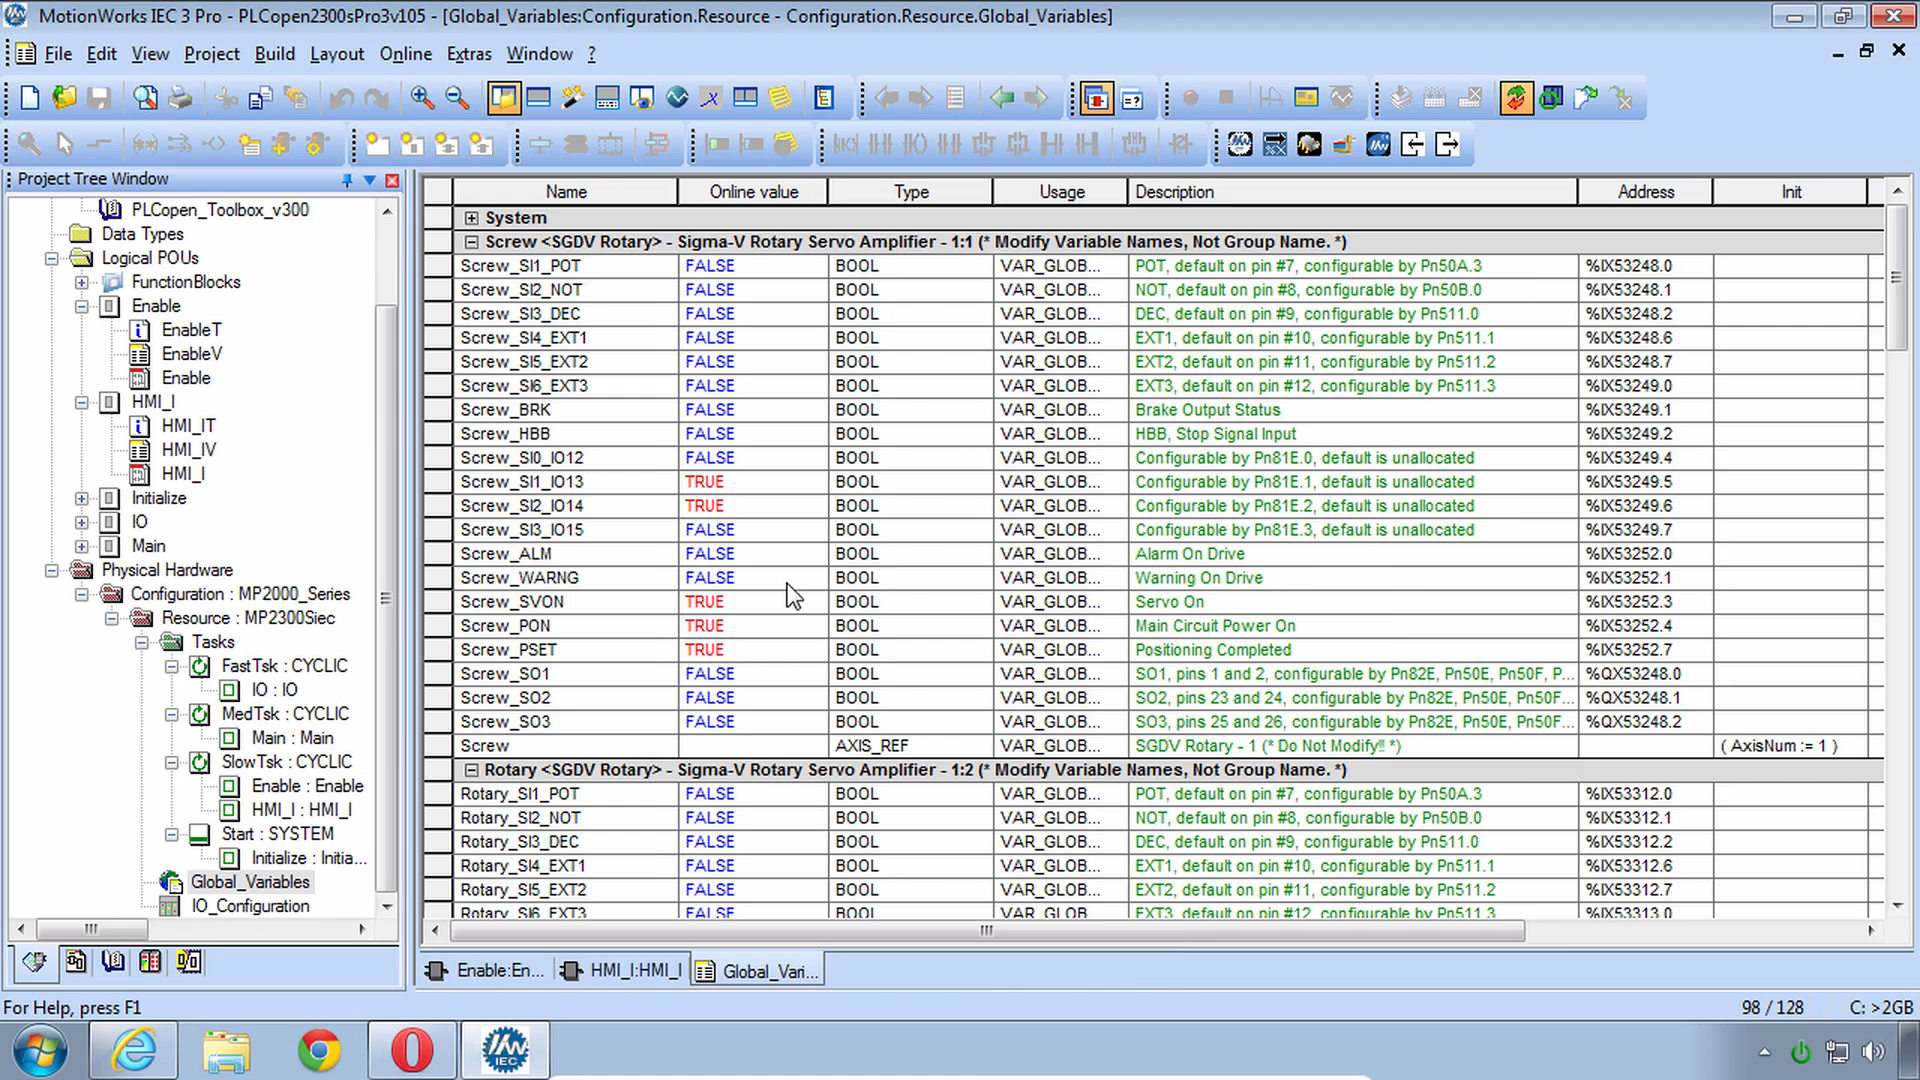 MotionWorks IEC 3 Pro - PLCopen2300sPro3v105 - [Global_Variables:Configuration.Resource - Configuration.Resource.Global_Variables]
File Edit View Project Build Layout Online Extras Window ?
Project Tree Window
PLCopen_Toolbox_v300
Data Types
Logical POUs
FunctionBlocks
Enable
EnableT
EnableV
Enable
HMI_I
HMI_IT
HMI_IV
HMI_I
Initialize
IO
Main
Physical Hardware
Configuration : MP2000_Series
Resource : MP2300Siec
Tasks
FastTsk : CYCLIC
IO : IO
MedTsk : CYCLIC
Main : Main
SlowTsk : CYCLIC
Enable : Enable
HMI_I : HMI_I
Start : SYSTEM
Initialize : Initia...
Global_Variables
IO_Configuration
Name Online value Type Usage Description Address Init
System
Screw <SGDV Rotary> - Sigma-V Rotary Servo Amplifier - 1:1 (* Modify Variable Names, Not Group Name. *)
Screw_SI1_POT FALSE BOOL VAR_GLOB... POT, default on pin #7, configurable by Pn50A.3 %IX53248.0
Screw_SI2_NOT FALSE BOOL VAR_GLOB... NOT, default on pin #8, configurable by Pn50B.0 %IX53248.1
Screw_SI3_DEC FALSE BOOL VAR_GLOB... DEC, default on pin #9, configurable by Pn511.0 %IX53248.2
Screw_SI4_EXT1 FALSE BOOL VAR_GLOB... EXT1, default on pin #10, configurable by Pn511.1 %IX53248.6
Screw_SI5_EXT2 FALSE BOOL VAR_GLOB... EXT2, default on pin #11, configurable by Pn511.2 %IX53248.7
Screw_SI6_EXT3 FALSE BOOL VAR_GLOB... EXT3, default on pin #12, configurable by Pn511.3 %IX53249.0
Screw_BRK FALSE BOOL VAR_GLOB... Brake Output Status %IX53249.1
Screw_HBB FALSE BOOL VAR_GLOB... HBB, Stop Signal Input %IX53249.2
Screw_SI0_IO12 FALSE BOOL VAR_GLOB... Configurable by Pn81E.0, default is unallocated %IX53249.4
Screw_SI1_IO13 TRUE BOOL VAR_GLOB... Configurable by Pn81E.1, default is unallocated %IX53249.5
Screw_SI2_IO14 TRUE BOOL VAR_GLOB... Configurable by Pn81E.2, default is unallocated %IX53249.6
Screw_SI3_IO15 FALSE BOOL VAR_GLOB... Configurable by Pn81E.3, default is unallocated %IX53249.7
Screw_ALM FALSE BOOL VAR_GLOB... Alarm On Drive %IX53252.0
Screw_WARNG FALSE BOOL VAR_GLOB... Warning On Drive %IX53252.1
Screw_SVON TRUE BOOL VAR_GLOB... Servo On %IX53252.3
Screw_PON TRUE BOOL VAR_GLOB... Main Circuit Power On %IX53252.4
Screw_PSET TRUE BOOL VAR_GLOB... Positioning Completed %IX53252.7
Screw_SO1 FALSE BOOL VAR_GLOB... SO1, pins 1 and 2, configurable by Pn82E, Pn50E, Pn50F, P... %QX53248.0
Screw_SO2 FALSE BOOL VAR_GLOB... SO2, pins 23 and 24, configurable by Pn82E, Pn50E, Pn50F... %QX53248.1
Screw_SO3 FALSE BOOL VAR_GLOB... SO3, pins 25 and 26, configurable by Pn82E, Pn50E, Pn50F... %QX53248.2
Screw AXIS_REF VAR_GLOB... SGDV Rotary - 1 (* Do Not Modify!! *) ( AxisNum := 1 )
Rotary <SGDV Rotary> - Sigma-V Rotary Servo Amplifier - 1:2 (* Modify Variable Names, Not Group Name. *)
Rotary_SI1_POT FALSE BOOL VAR_GLOB... POT, default on pin #7, configurable by Pn50A.3 %IX53312.0
Rotary_SI2_NOT FALSE BOOL VAR_GLOB... NOT, default on pin #8, configurable by Pn50B.0 %IX53312.1
Rotary_SI3_DEC FALSE BOOL VAR_GLOB... DEC, default on pin #9, configurable by Pn511.0 %IX53312.2
Rotary_SI4_EXT1 FALSE BOOL VAR_GLOB... EXT1, default on pin #10, configurable by Pn511.1 %IX53312.6
Rotary_SI5_EXT2 FALSE BOOL VAR_GLOB... EXT2, default on pin #11, configurable by Pn511.2 %IX53312.7
Rotary_SI6_EXT3 FALSE BOOL VAR_GLOB EXT3, default on pin #12, configurable by Pn511.3 %IX53313.0
Enable:En... HMI_I:HMI_I Global_Vari...
For Help, press F1 98 / 128 C: >2GB
IEC